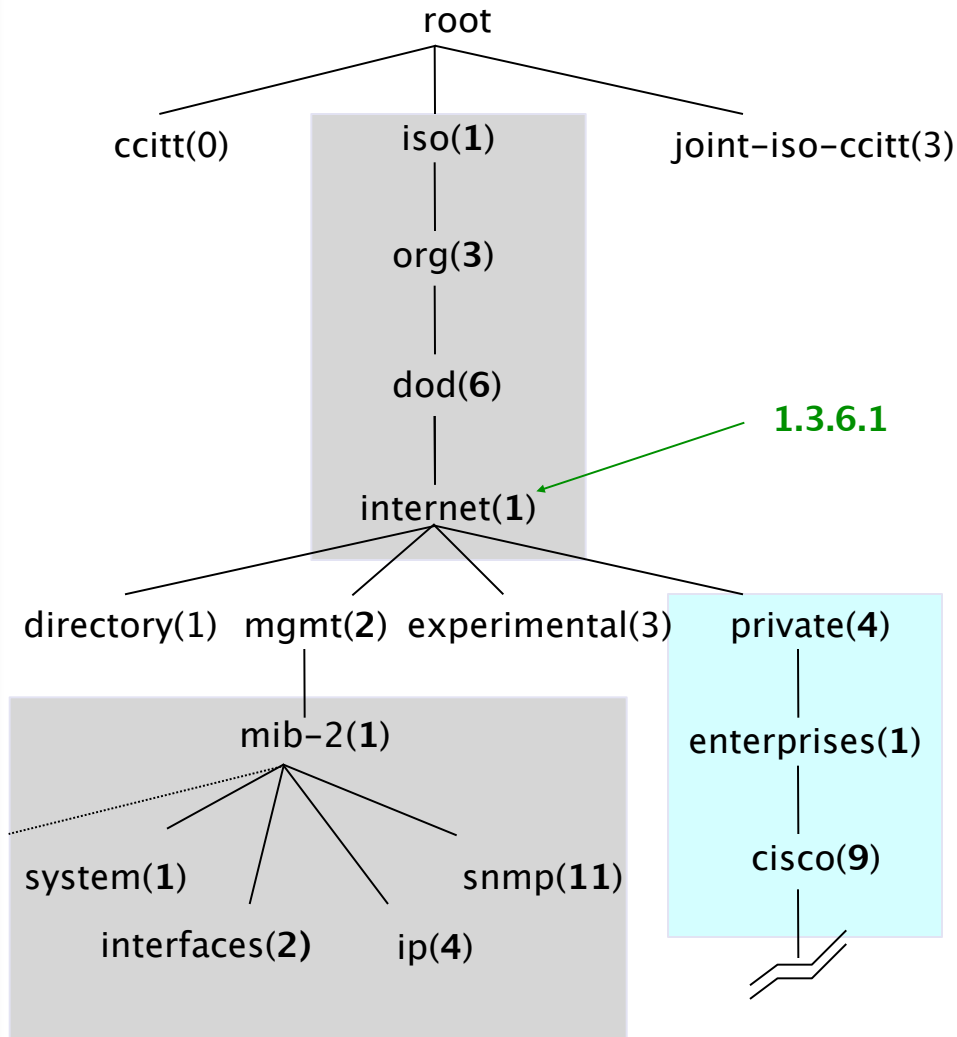 root
ccitt(0) iso(1) joint-iso-ccitt(3)
org(3)
dod(6)
1.3.6.1
internet(1)
directory(1) mgmt(2) experimental(3) private(4)
mib-2(1) enterprises(1)
cisco(9)
system(1) snmp(11)
interfaces(2) ip(4)